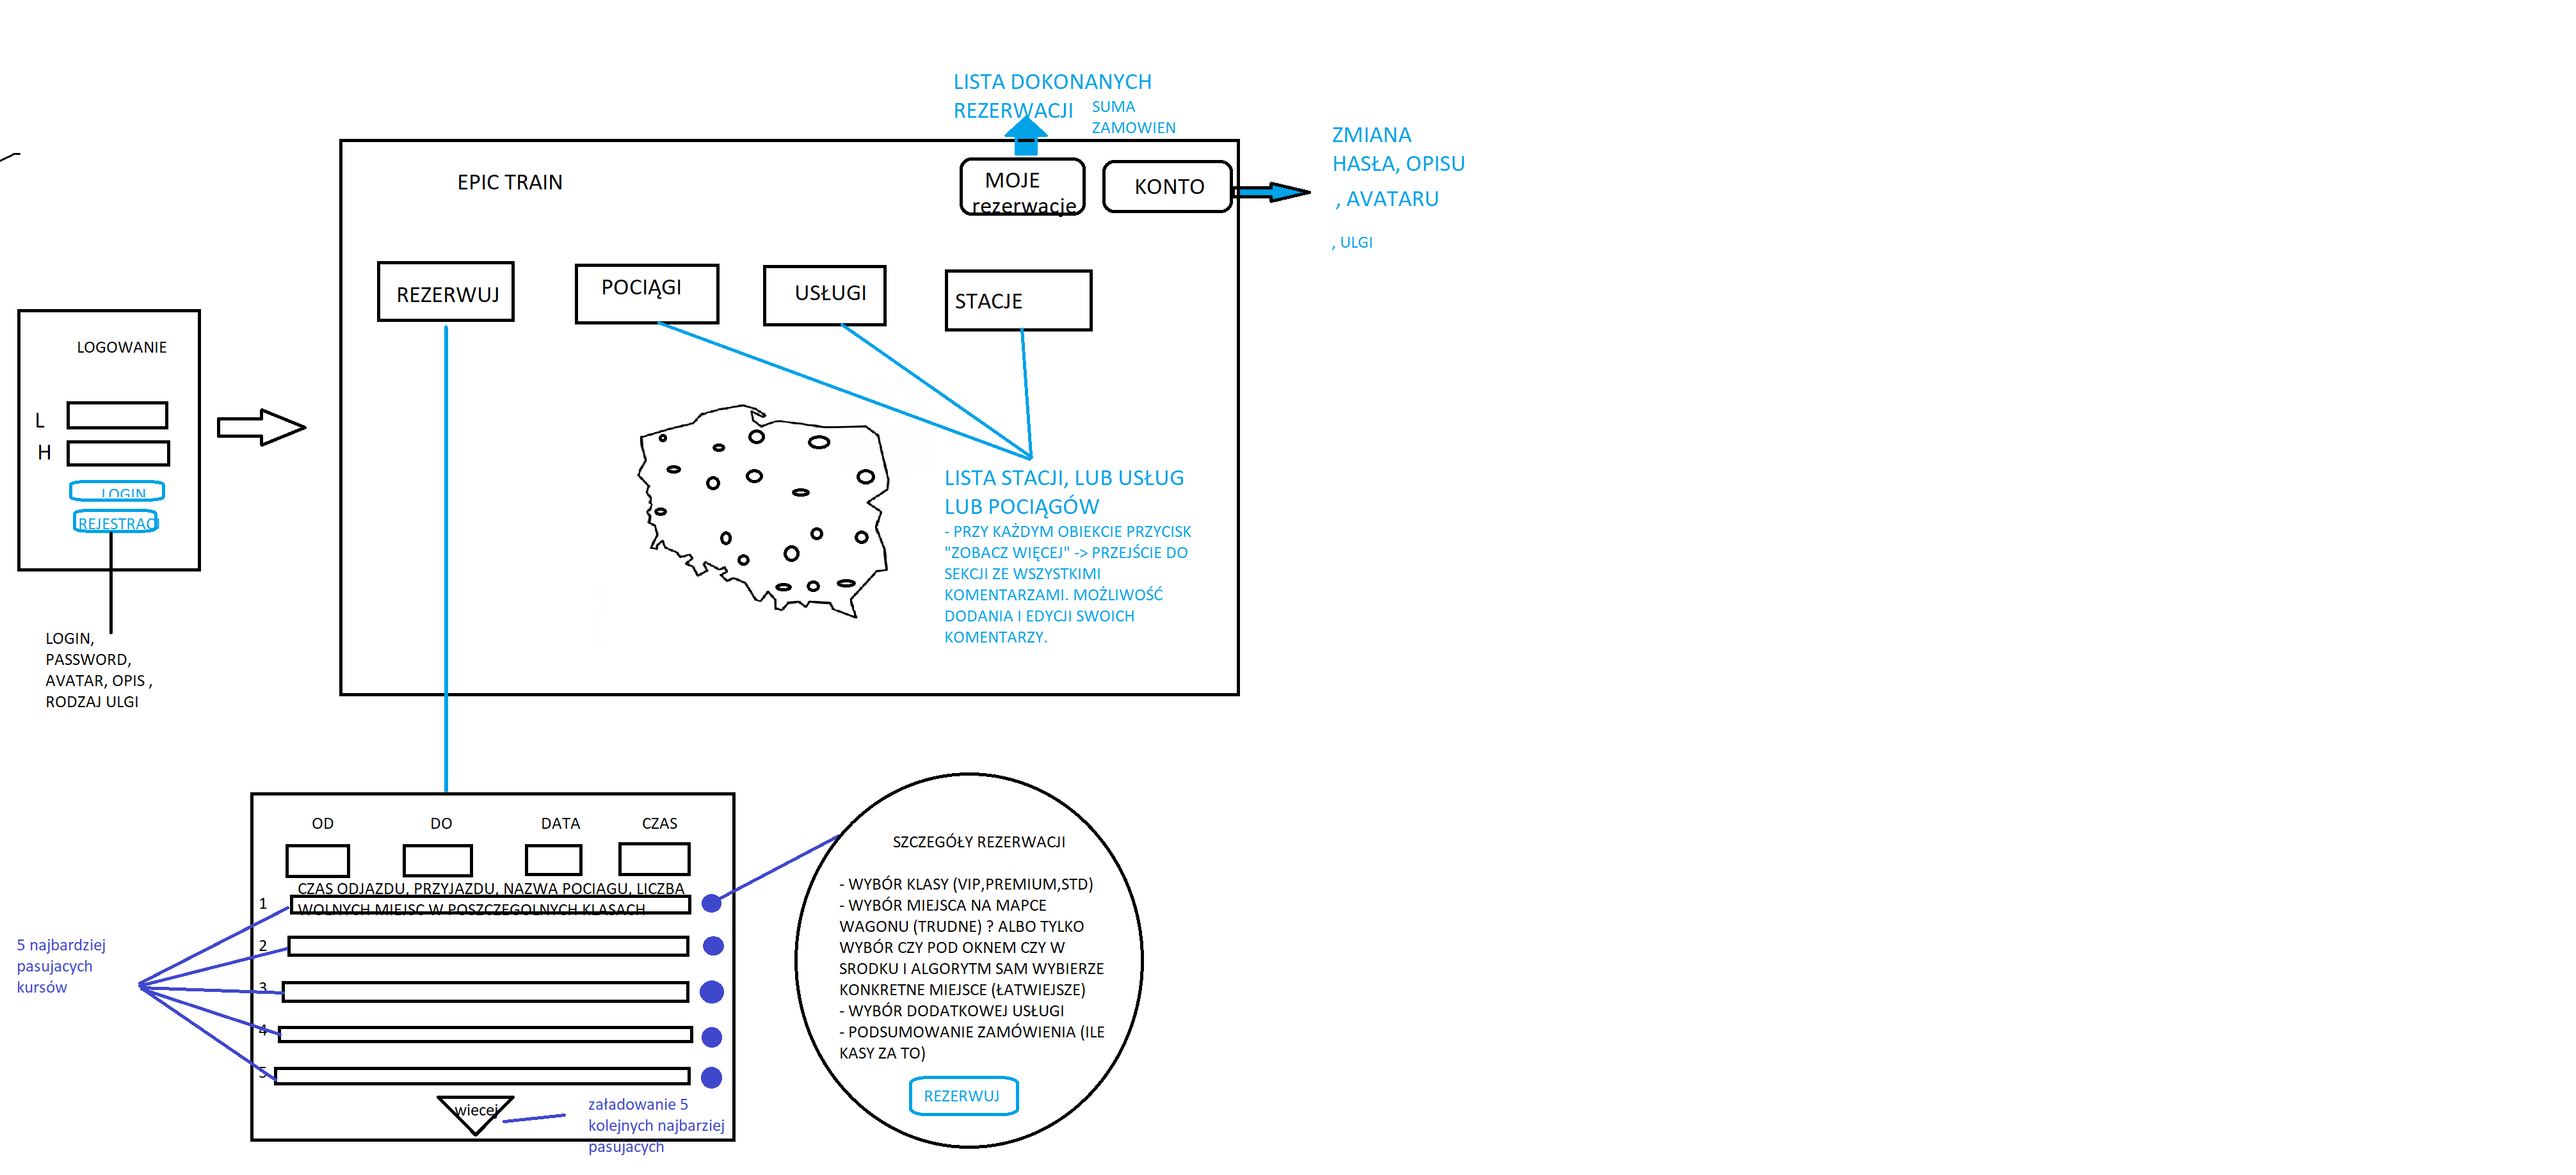 LISTA DOKONANYCH
REZERWACJI
SUMA
ZAMOWIEN
ZMIANA
HASŁA, OPISU
, AVATARU
, ULGI
EPIC TRAIN
MOJE
rezerwacje
KONTO
REZERWUJ
POCIĄGI
USŁUGI
STACJE
LOGOWANIE
L
H
LOGIN
REJESTRACJ
LOGIN,
PASSWORD,
AVATAR, OPIS ,
RODZAJ ULGI
LISTA STACJI, LUB USŁUG
LUB POCIĄGÓW
- PRZY KAŻDYM OBIEKCIE PRZYCISK
"ZOBACZ WIĘCEJ" -> PRZEJŚCIE DO
SEKCJI ZE WSZYSTKIMI
KOMENTARZAMI. MOŻLIWOŚĆ
DODANIA I EDYCJI SWOICH
KOMENTARZY.
OD
DO
DATA
CZAS
CZAS ODJAZDU, PRZYJAZDU, NAZWA POCIAGU, LICZBA
WOLNYCH MIEJSC W POSZCZEGOLNYCH KLASACH
1
2
3
4
5
5 najbardziej
pasujacych
kursów
wiecej
załadowanie 5
kolejnych najbarziej
pasujacych
SZCZEGÓŁY REZERWACJI
- WYBÓR KLASY (VIP,PREMIUM,STD)
- WYBÓR MIEJSCA NA MAPCE
WAGONU (TRUDNE) ? ALBO TYLKO
WYBÓR CZY POD OKNEM CZY W
SRODKU I ALGORYTM SAM WYBIERZE
KONKRETNE MIEJSCE (ŁATWIEJSZE)
- WYBÓR DODATKOWEJ USŁUGI
- PODSUMOWANIE ZAMÓWIENIA (ILE
KASY ZA TO)
REZERWUJ